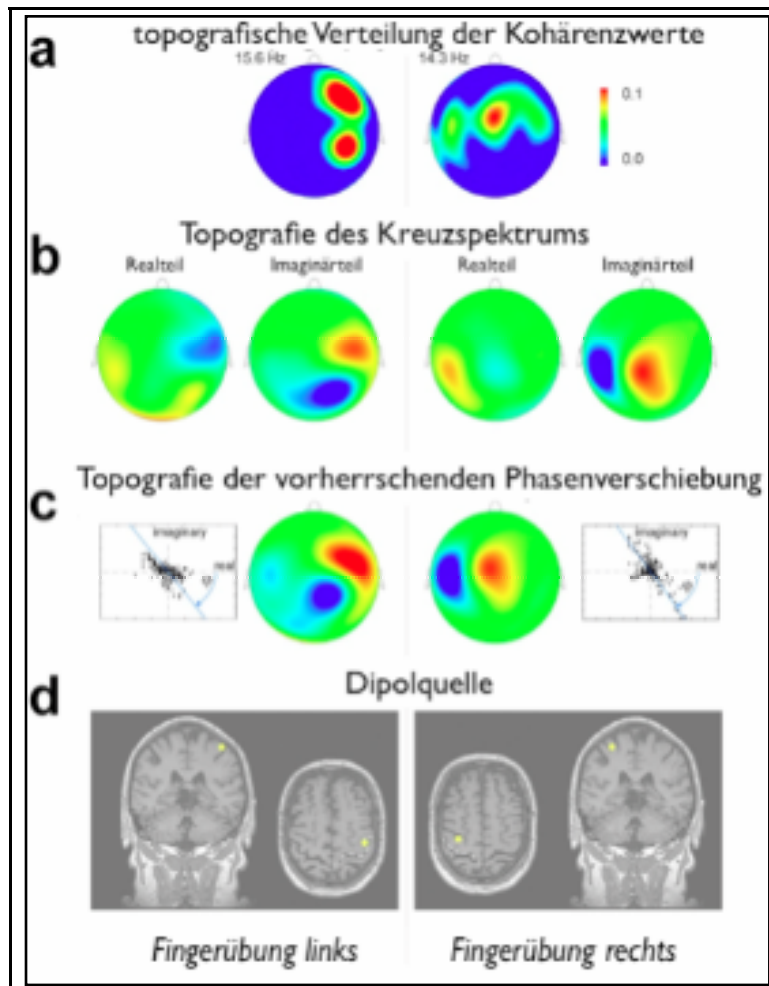 a
topografische Verteilung der Kohärenzwerte
15.6 Hz 14.3 Hz
0.1
0.0
b
Topografie des Kreuzspektrums
Realteil Imaginärteil Realteil Imaginärteil
Topografie der vorherrschenden Phasenverschiebung
c
Imaginary Imaginary
real real
φ φ
d
Dipolquelle
Fingerübung links Fingerübung rechts